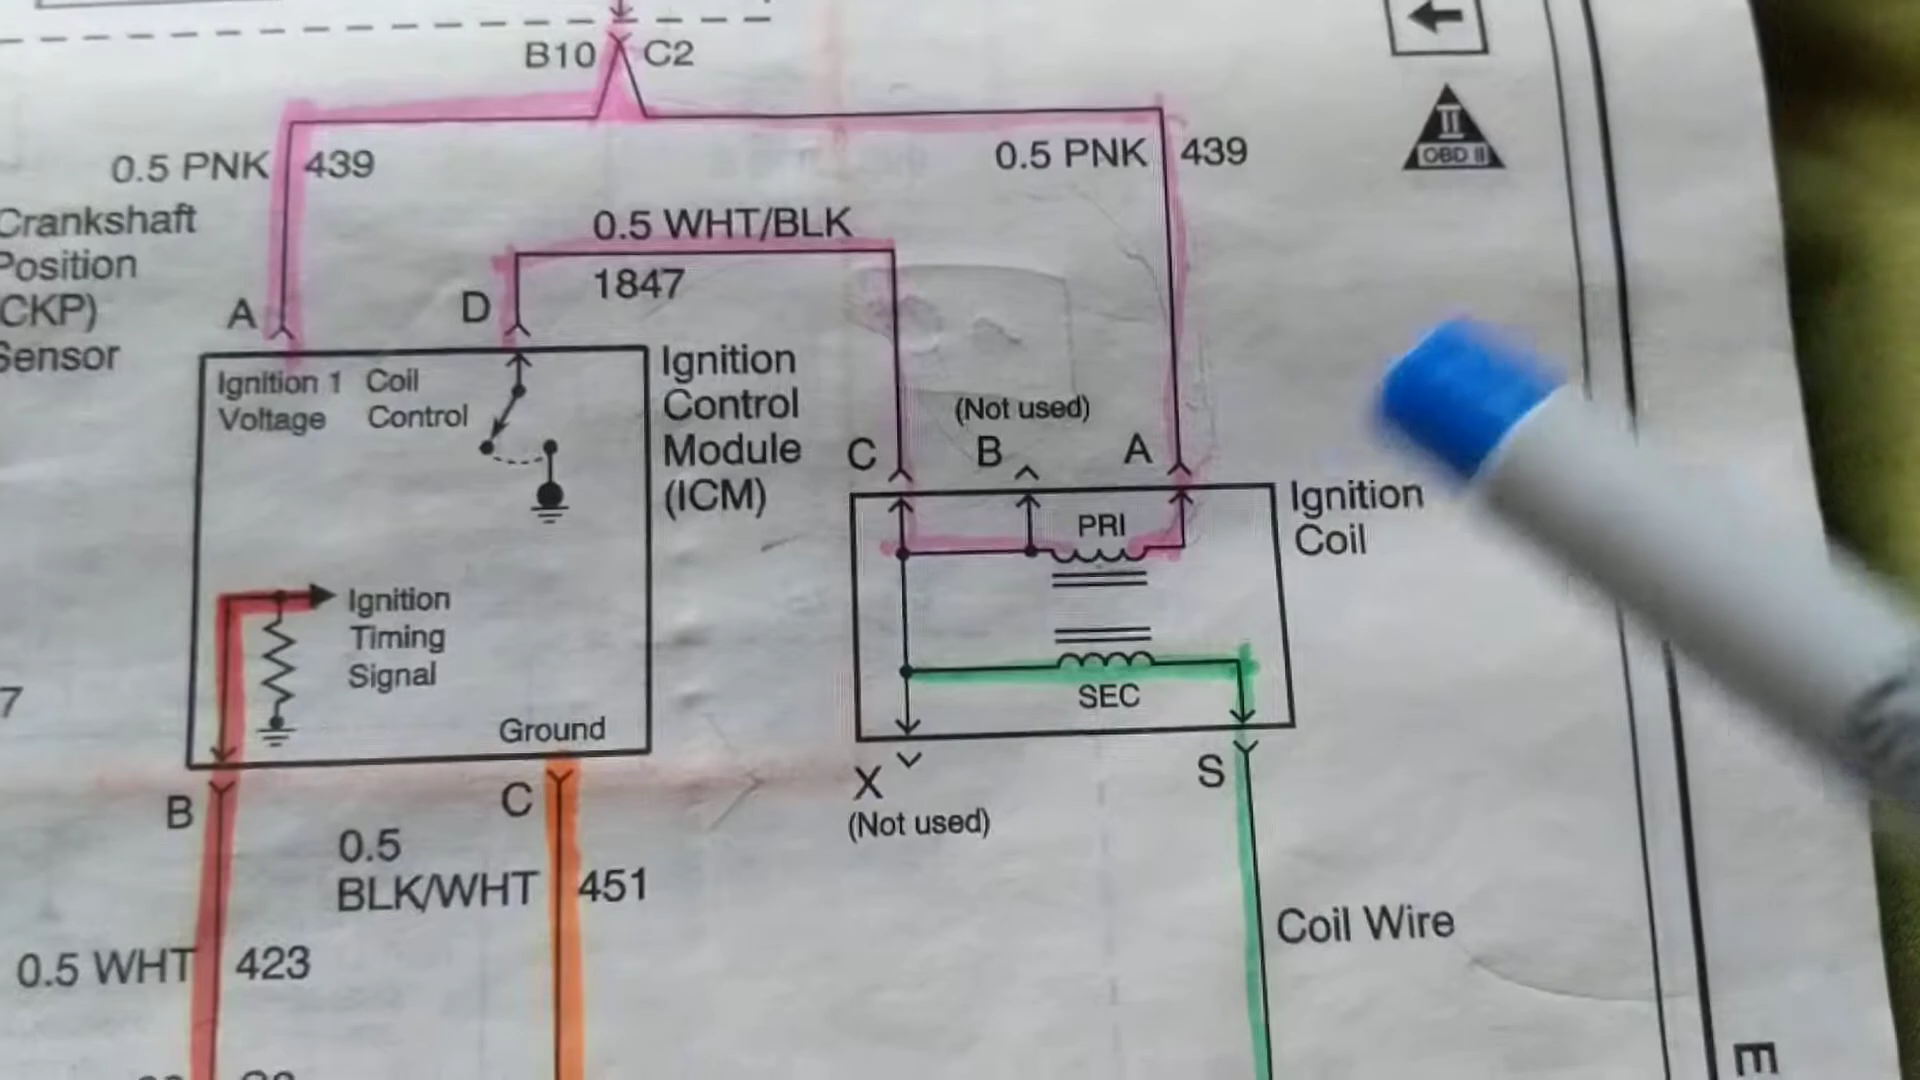 B10
C2
0.5 PNK
439
0.5 PNK
439
II
OBD II
Crankshaft
Position
(CKP)
Sensor
0.5 WHT/BLK
1847
A
D
Ignition 1
Voltage
Coil
Control
Ignition
Control
Module
(ICM)
(Not used)
C
B
A
PRI
Ignition
Coil
Ignition
Timing
Signal
SEC
7
Ground
B
C
X
(Not used)
S
0.5
BLK/WHT
451
Coil Wire
0.5 WHT
423
E